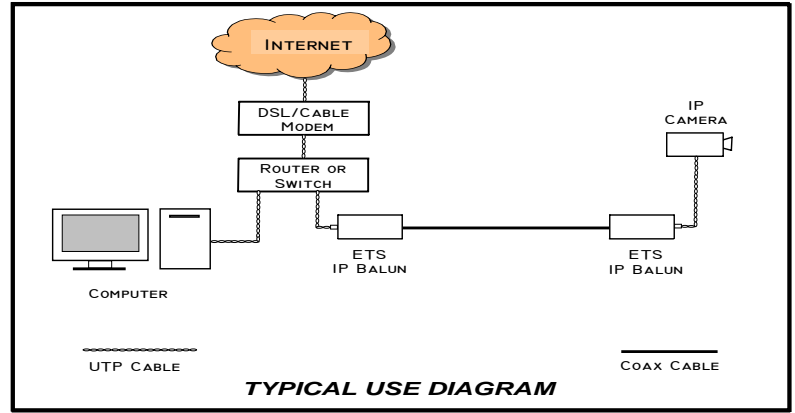 INTERNET
DSL/CABLE
MODEM
ROUTER OR
SWITCH
IP
CAMERA
ETS
IP BALUN
ETS
IP BALUN
COMPUTER
UTP CABLE
COAX CABLE
TYPICAL USE DIAGRAM